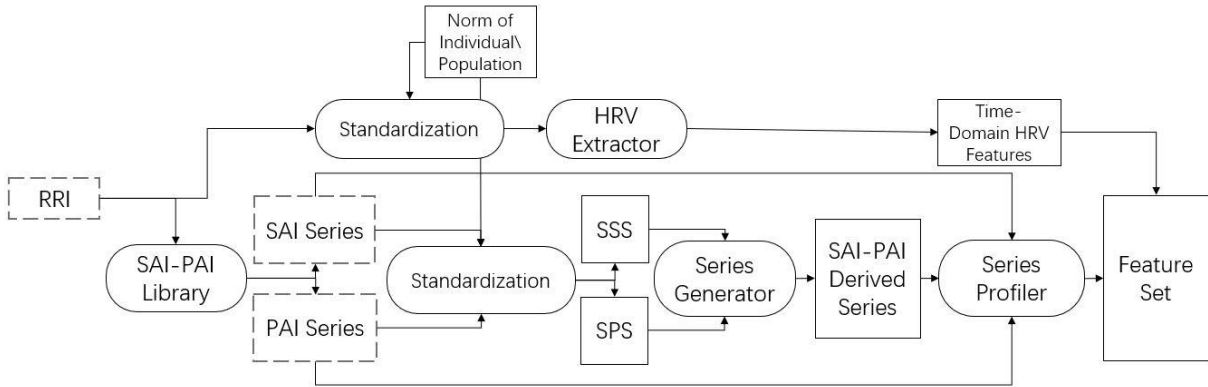 Norm of
Individual\
Population
Standardization
HRV
Extractor
Time-
Domain HRV
Features
RRI
SAI-PAI
Library
SAI Series
PAI Series
Standardization
SSS
SPS
Series
Generator
SAI-PAI
Derived
Series
Series
Profiler
Feature
Set